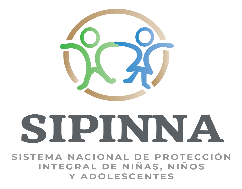 SIPINNA
SISTEMA NACIONAL DE PROTECCIÓN
INTEGRAL DE NIÑAS, NIÑOS
Y ADOLESCENTES